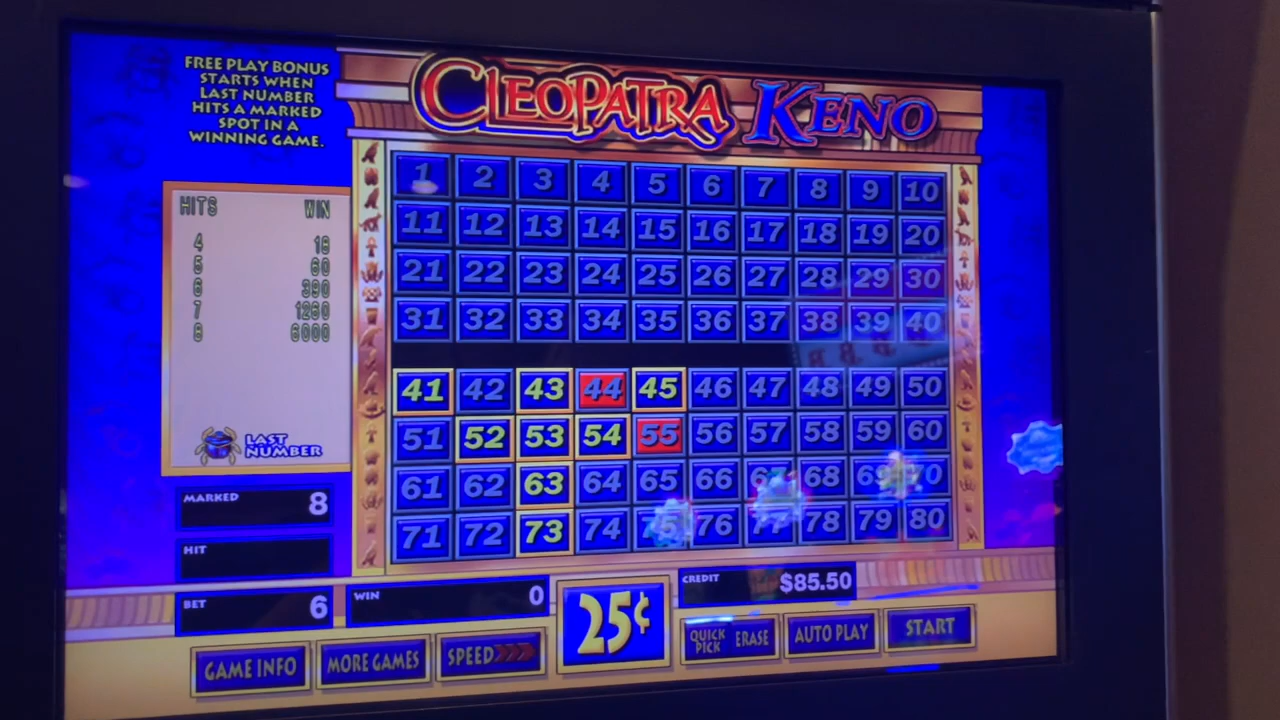 FREE PLAY BONUS
STARTS WHEN
LAST NUMBER
HITS A MARKED
SPOT IN A
WINNING GAME.
CLEOPATRA KENO
HITS WIN
4 18
5 60
6 390
7 1260
8 6000
LAST
NUMBER
1 2 3 4 5 6 7 8 9 10
11 12 13 14 15 16 17 18 19 20
21 22 23 24 25 26 27 28 29 30
31 32 33 34 35 36 37 38 39 40
41 42 43 44 45 46 47 48 49 50
51 52 53 54 55 56 57 58 59 60
61 62 63 64 65 66 67 68 69 70
71 72 73 74 75 76 77 78 79 80
MARKED 8
HIT
BET 6
WIN 0
25¢
CREDIT $85.50
GAME INFO
MORE GAMES
SPEED
QUICK PICK
ERASE
AUTO PLAY
START